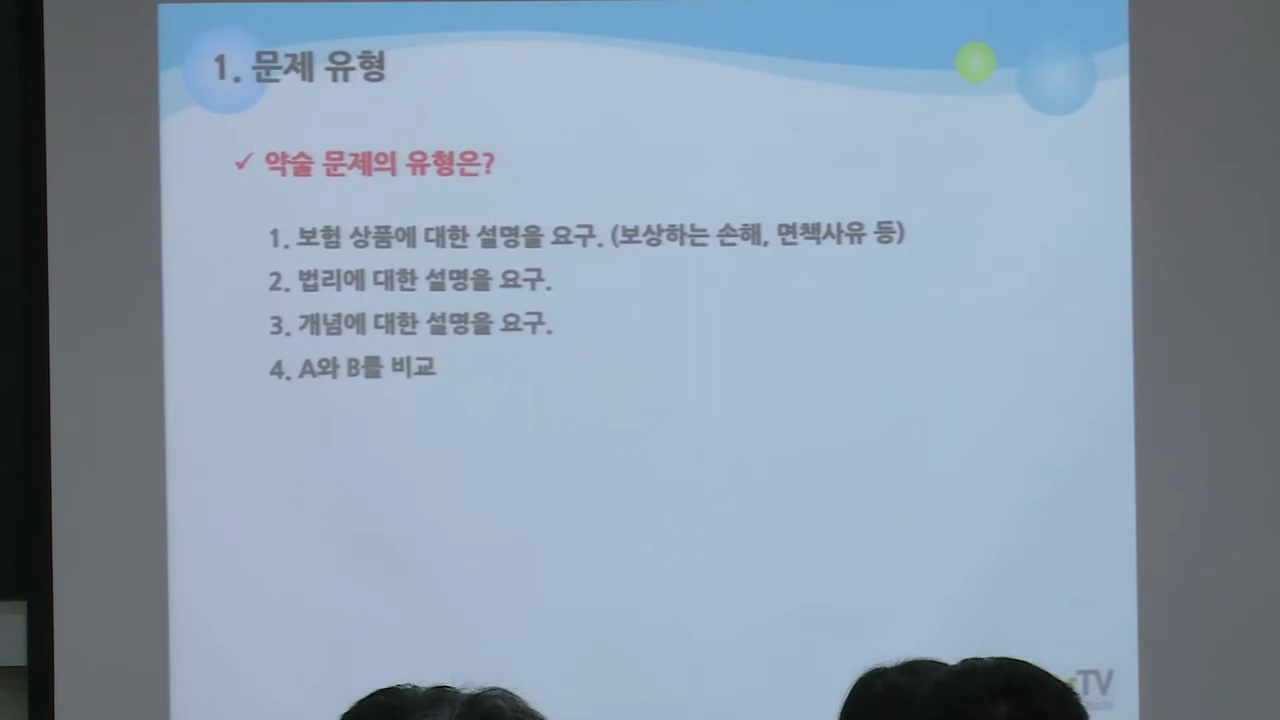 1. 문제 유형
✓ 약술 문제의 유형은?
1. 보험 상품에 대한 설명을 요구. (보상하는 손해, 면책사유 등)
2. 법리에 대한 설명을 요구.
3. 개념에 대한 설명을 요구.
4. A와 B를 비교
TV